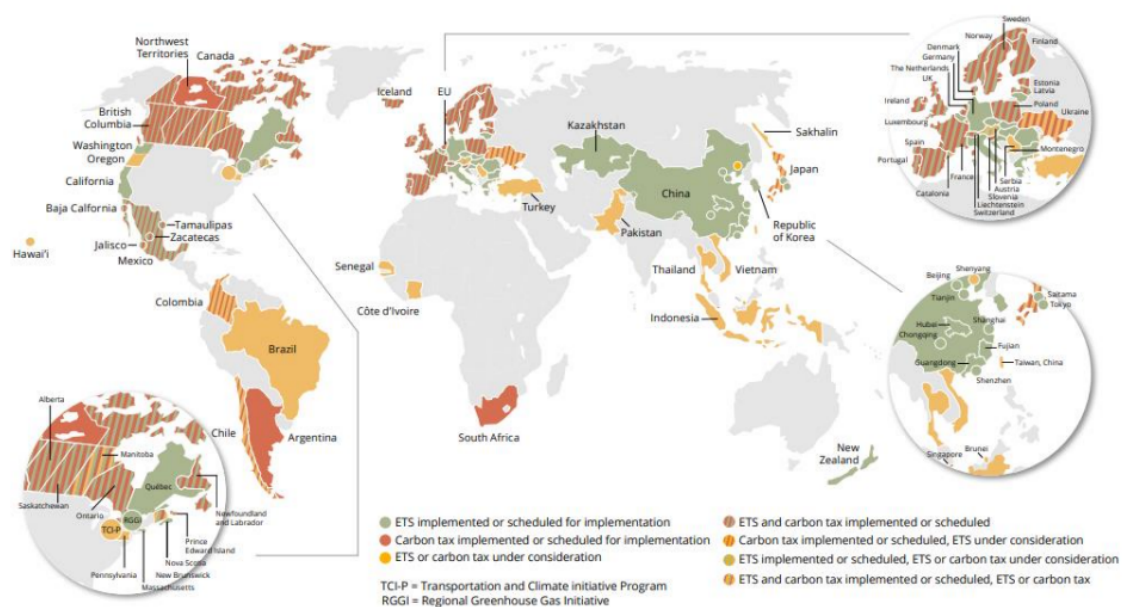 Northwest
Territories
Canada
British
Columbia
Washington
Oregon
California
Baja Calfornia
Hawai'i
Tamaulipas
Zacatecas
Jalisco
Mexico
Colombia
Brazil
Chile
Argentina
Iceland
EU
Kazakhstan
Sakhalin
Japan
China
Turkey
Pakistan
Republic
of Korea
Thailand
Vietnam
Indonesia
Senegal
Côte d'Ivoire
South Africa
New
Zealand
Sweden
Norway
Finland
Denmark
Germany
The Netherlands
UK
Estonia
Latvia
Ireland
Poland
Ukraine
Luxembourg
Spain
Portugal
Montenegro
Catalonia
France
Serbia
Austria
Slovenia
Liechtenstein
Switzerland
Beijing
Shenyang
Tianjin
Saitama
Tokyo
Hubai
Chongqing
Shanghai
Fujian
Guangdong
Taiwan, China
Shenzhen
Brunei
Singapore
Alberta
Manitoba
Québec
Saskatchewan
Ontario
TCI-P
RGGI
Newfoundland
and Labrador
Prince
Edward Island
Nova Scotia
New Brunswick
Pennsylvania
Massachusetts
ETS implemented or scheduled for implementation
Carbon tax implemented or scheduled for implementation
ETS or carbon tax under consideration
TCI-P = Transportation and Climate initiative Program
RGGI = Regional Greenhouse Gas Initiative
ETS and carbon tax implemented or scheduled
Carbon tax implemented or scheduled, ETS under consideration
ETS implemented or scheduled, ETS or carbon tax under consideration
ETS and carbon tax implemented or scheduled, ETS or carbon tax